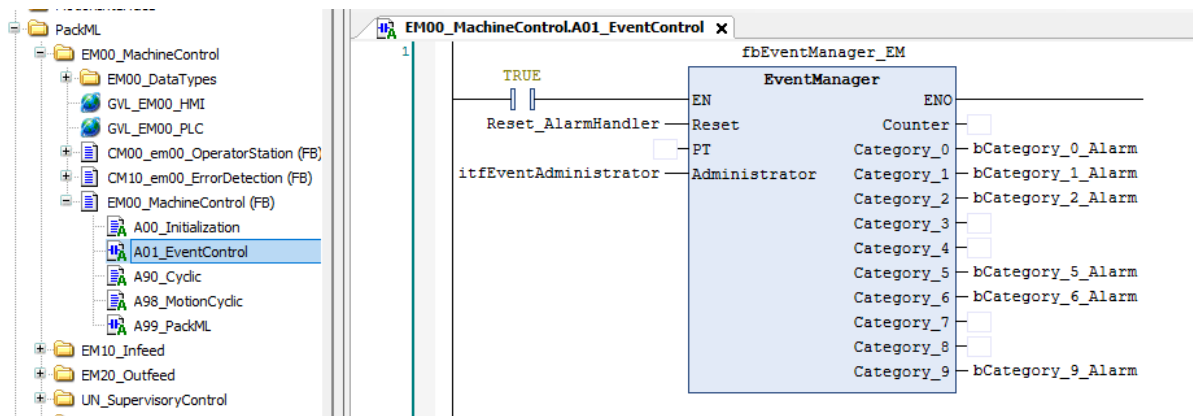 PackML
EM00_MachineControl
EM00_DataTypes
GVL_EM00_HMI
GVL_EM00_PLC
CM00_em00_OperatorStation (FB)
CM10_em00_ErrorDetection (FB)
EM00_MachineControl (FB)
A00_Initialization
A01_EventControl
A90_Cyclic
A98_MotionCyclic
A99_PackML
EM10_Infeed
EM20_Outfeed
UN_SupervisoryControl
EM00_MachineControl.A01_EventControl X
1
fbEventManager_EM
TRUE
EventManager
EN ENO
Reset_AlarmHandler Reset Counter
PT Category_0 bCategory_0_Alarm
itfEventAdministrator Administrator Category_1 bCategory_1_Alarm
Category_2 bCategory_2_Alarm
Category_3
Category_4
Category_5 bCategory_5_Alarm
Category_6 bCategory_6_Alarm
Category_7
Category_8
Category_9 bCategory_9_Alarm